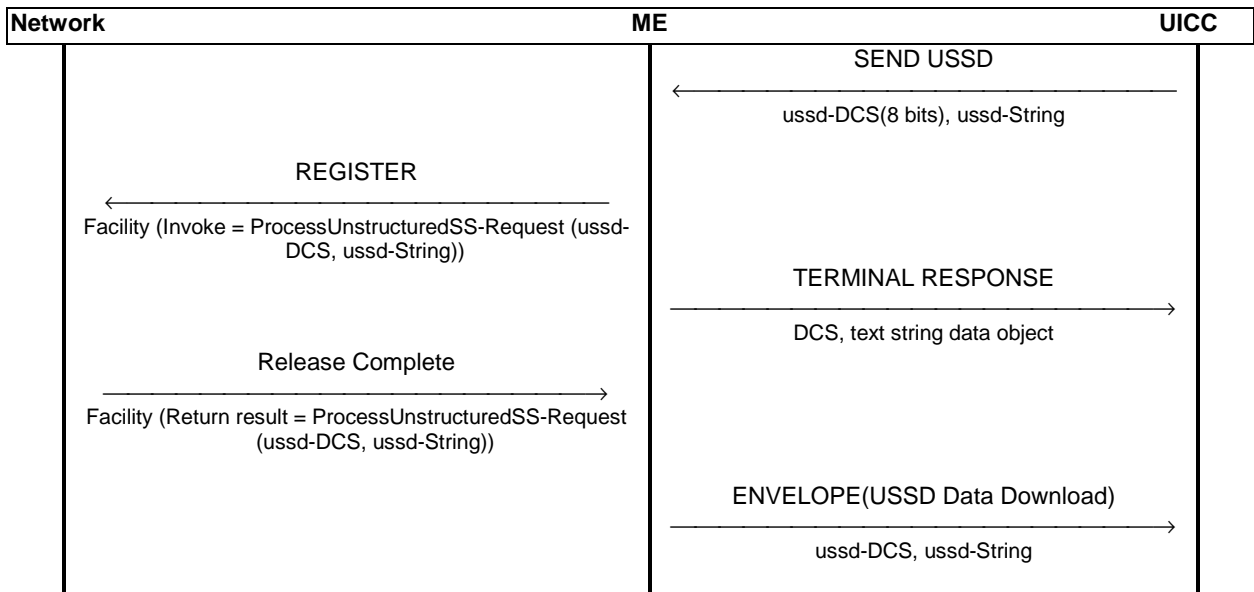 Network ME UICC
SEND USSD
ussd-DCS(8 bits), ussd-String
REGISTER
Facility (Invoke = ProcessUnstructuredSS-Request (ussd-
DCS, ussd-String))
TERMINAL RESPONSE
DCS, text string data object
Release Complete
Facility (Return result = ProcessUnstructuredSS-Request
(ussd-DCS, ussd-String))
ENVELOPE(USSD Data Download)
ussd-DCS, ussd-String